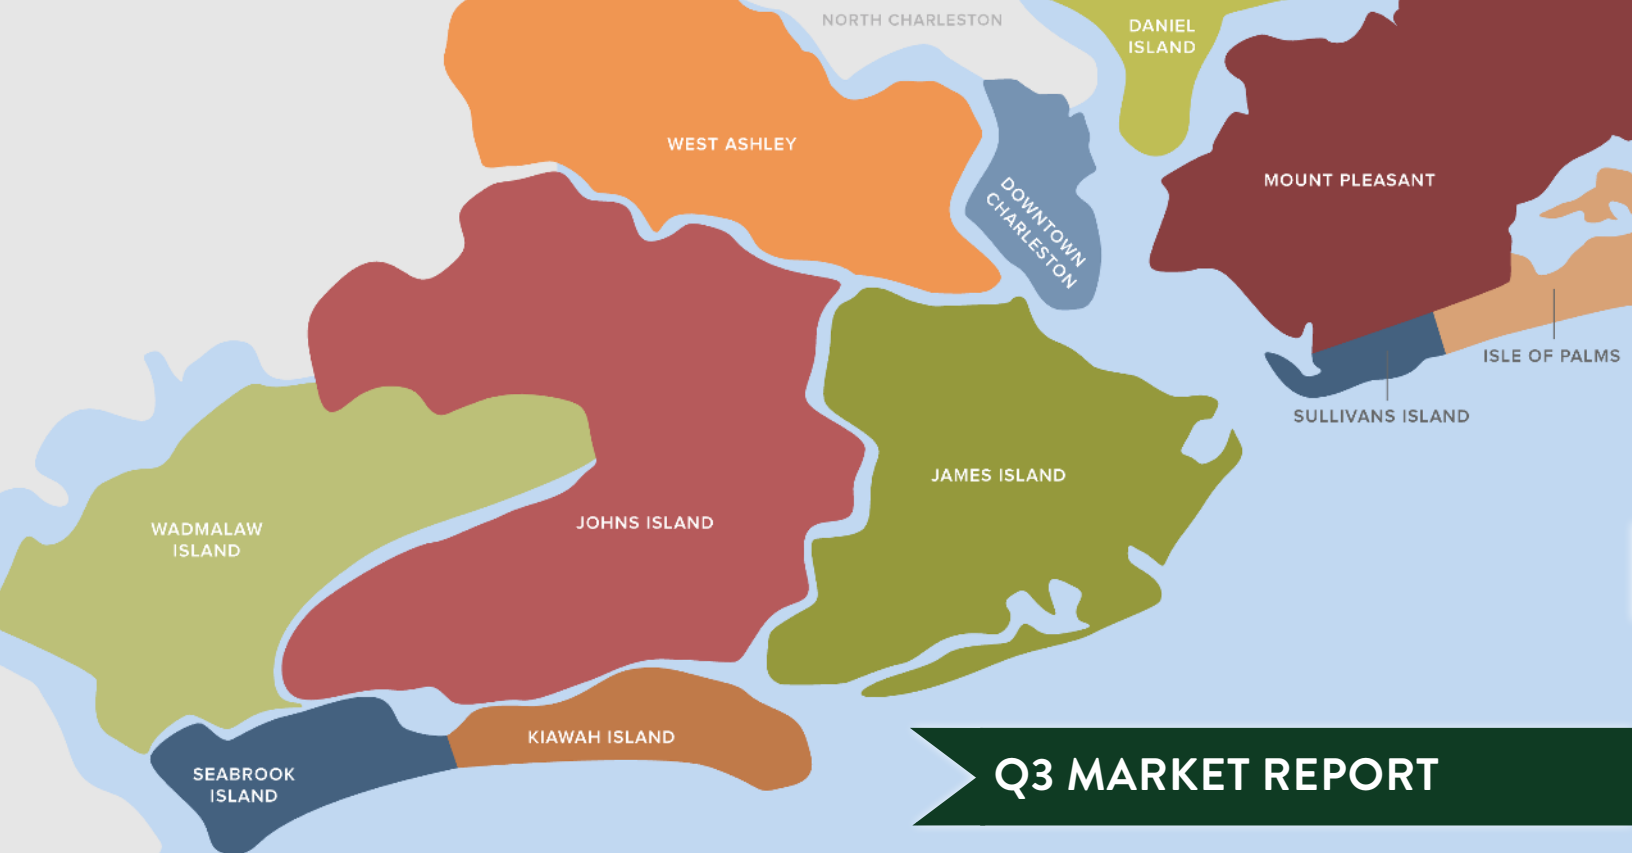 NORTH CHARLESTON
DANIEL
ISLAND
WEST ASHLEY
MOUNT PLEASANT
DOWNTOWN
CHARLESTON
ISLE OF PALMS
SULLIVANS ISLAND
JAMES ISLAND
JOHNS ISLAND
WADMALAW
ISLAND
KIAWAH ISLAND
SEABROOK
ISLAND
Q3 MARKET REPORT